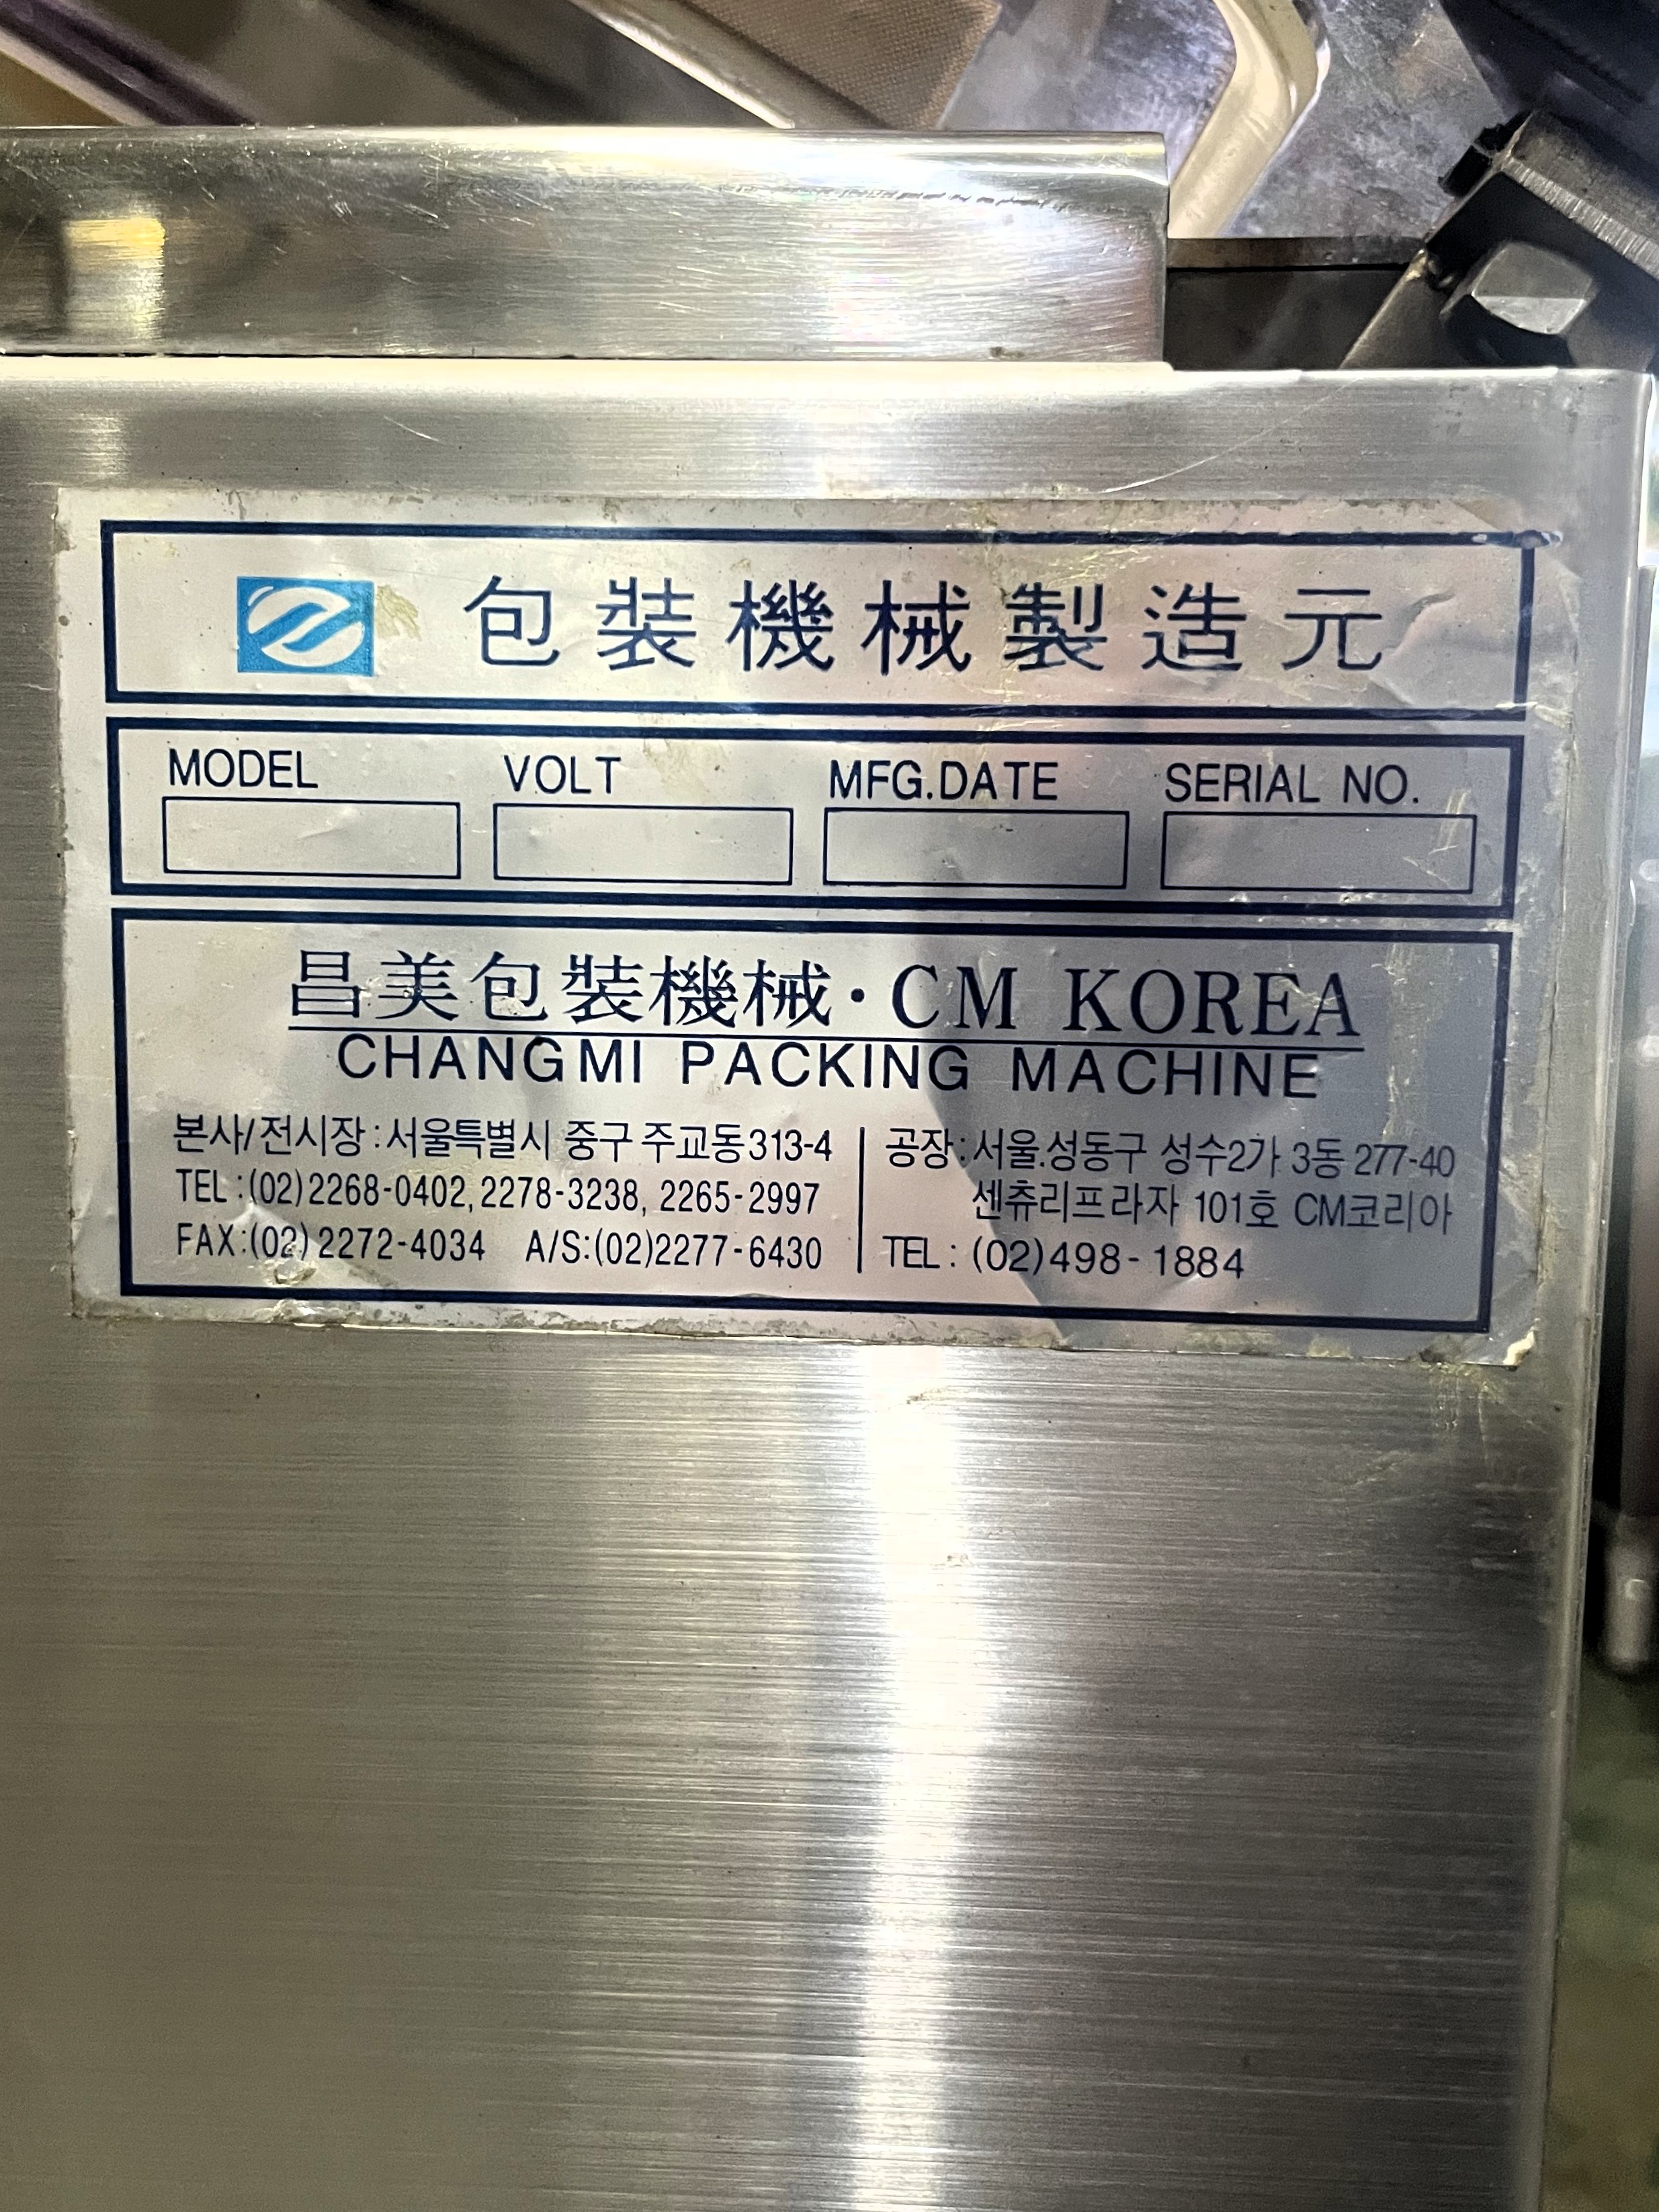 包裝機械製造元
MODEL VOLT MFG.DATE SERIAL NO.
昌美包裝機械·CM KOREA
CHANGMI PACKING MACHINE
본사/전시장:서울특별시 중구 주교동313-4
TEL:(02)2268-0402,2278-3238, 2265-2997
FAX:(02)2272-4034 A/S:(02)2277-6430
공장:서울.성동구 성수2가 3동 277-40
센츄리프라자 101호 CM코리아
TEL: (02)498-1884